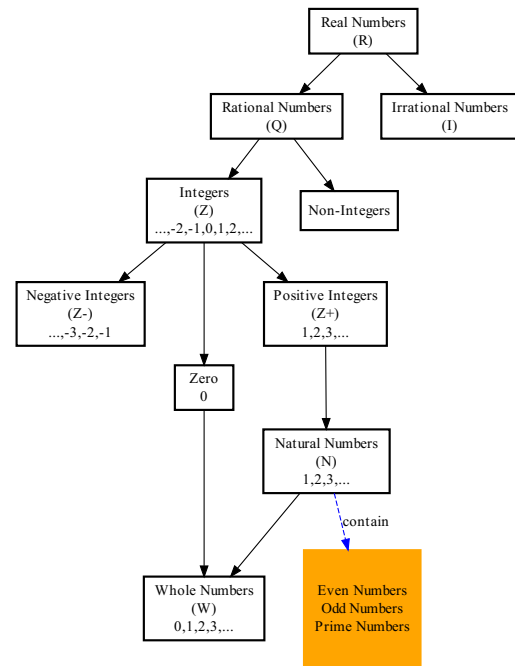 Real Numbers
(R)
Rational Numbers
(Q)
Irrational Numbers
(I)
Integers
(Z)
...,-2,-1,0,1,2,...
Non-Integers
Negative Integers
(Z-)
...,-3,-2,-1
Positive Integers
(Z+)
1,2,3,...
Zero
0
Natural Numbers
(N)
1,2,3,...
contain
Whole Numbers
(W)
0,1,2,3,...
Even Numbers
Odd Numbers
Prime Numbers